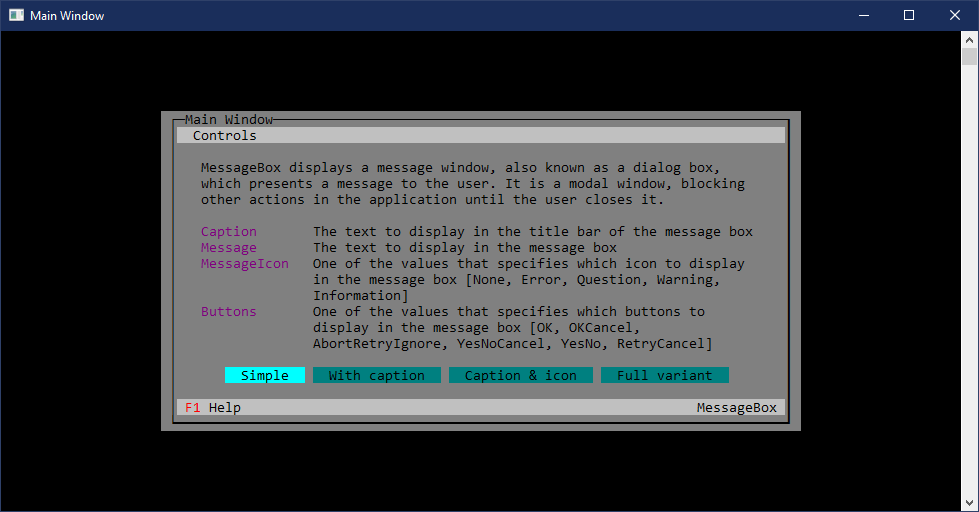 Main Window
Main Window
Controls
MessageBox displays a message window, also known as a dialog box,
which presents a message to the user. It is a modal window, blocking
other actions in the application until the user closes it.
Caption The text to display in the title bar of the message box
Message The text to display in the message box
MessageIcon One of the values that specifies which icon to display
in the message box [None, Error, Question, Warning,
Information]
Buttons One of the values that specifies which buttons to
display in the message box [OK, OKCancel,
AbortRetryIgnore, YesNoCancel, YesNo, RetryCancel]
Simple With caption Caption & icon Full variant
F1 Help MessageBox